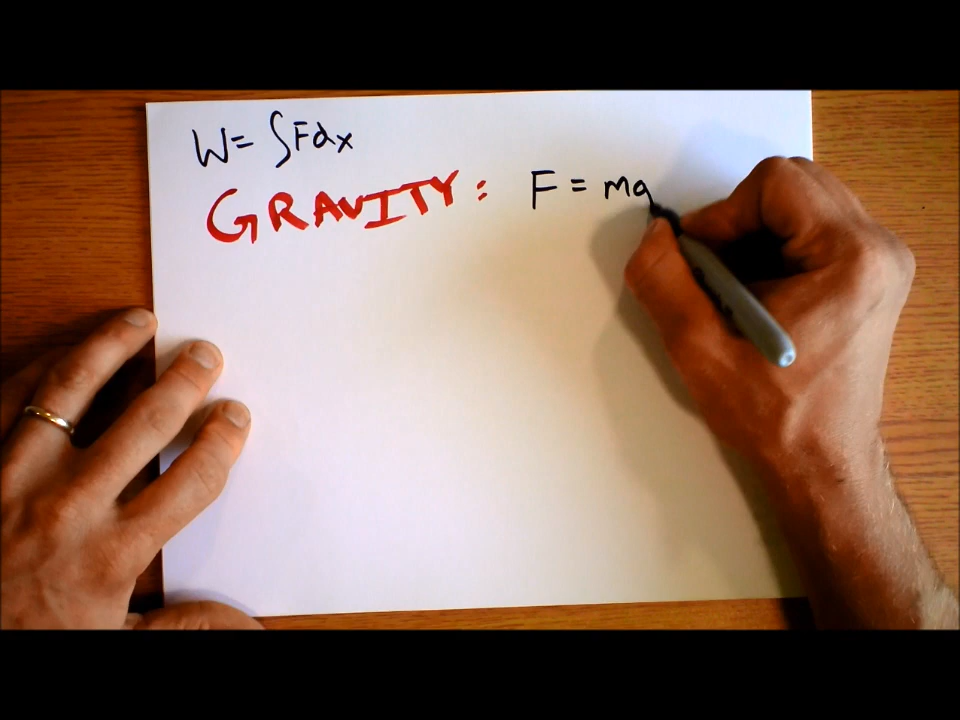 W= ∫Fdx
GRAVITY: F = mg